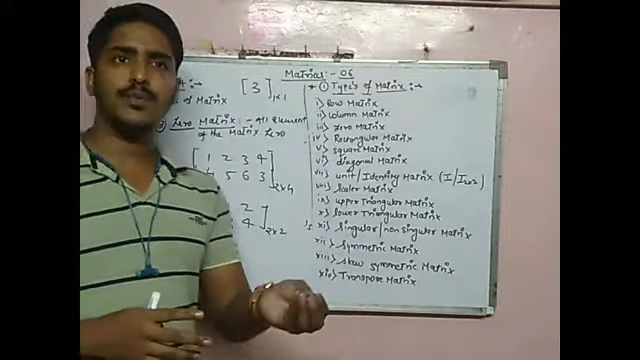 Matrices :- 06
[3]1x1
s of Matrix
Zero Matrix :- All Element
of the Matrix Zero
1 2 3 4
5 6 3 ]2x4
2
4 ]2x2
* ① Type's of Matrix :-
i) Row Matrix
ii) Column Matrix
iii) Zero Matrix
iv) Rectangular Matrix
v) square Matrix
vi) diagonal Matrix
vii) unit/Identity Matrix (I/I2x2)
viii) Scaler Matrix
ix) upper Triangular Matrix
x) lower Triangular Matrix
xi) singular/non singular Matrix
xii) Symmetric Matrix
xiii) skew symmetric Matrix
xiv) Transpose Matrix